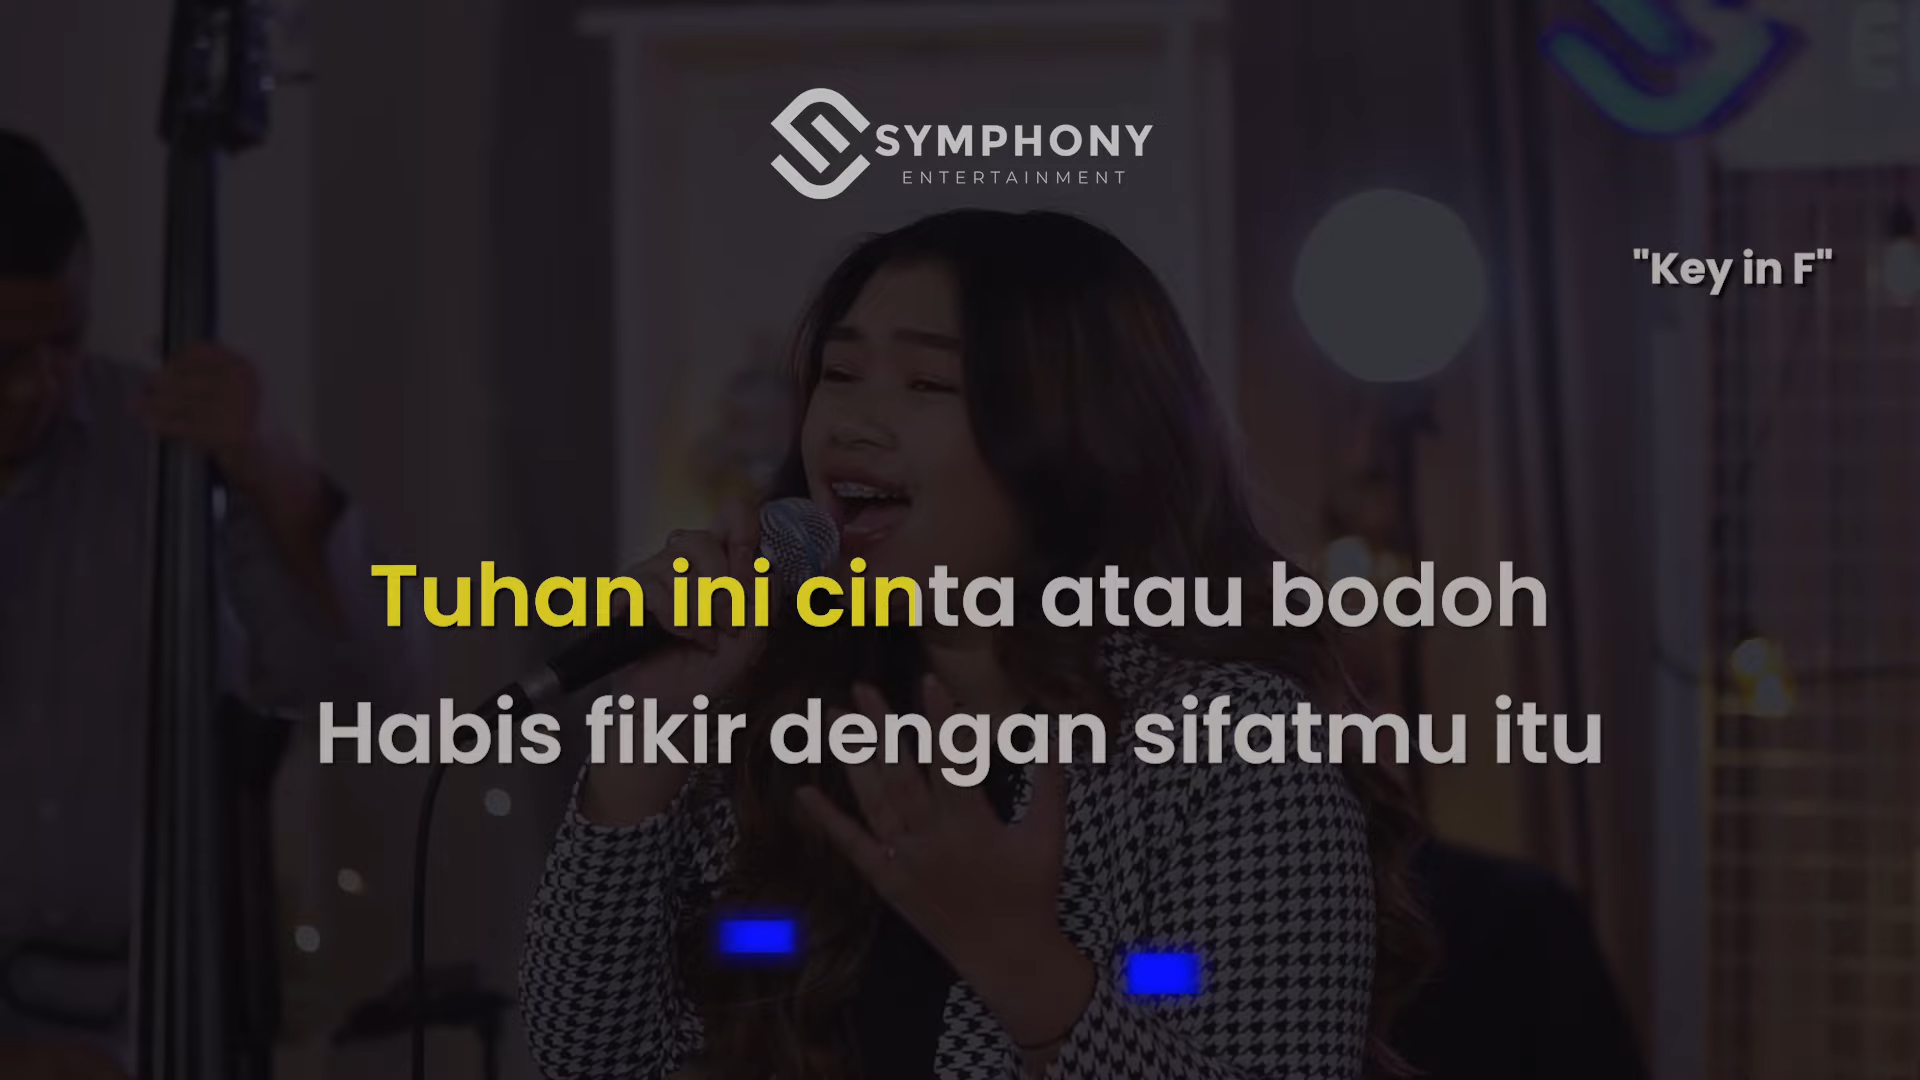 SYMPHONY
ENTERTAINMENT
"Key in F"
Tuhan ini cinta atau bodoh
Habis fikir dengan sifatmu itu